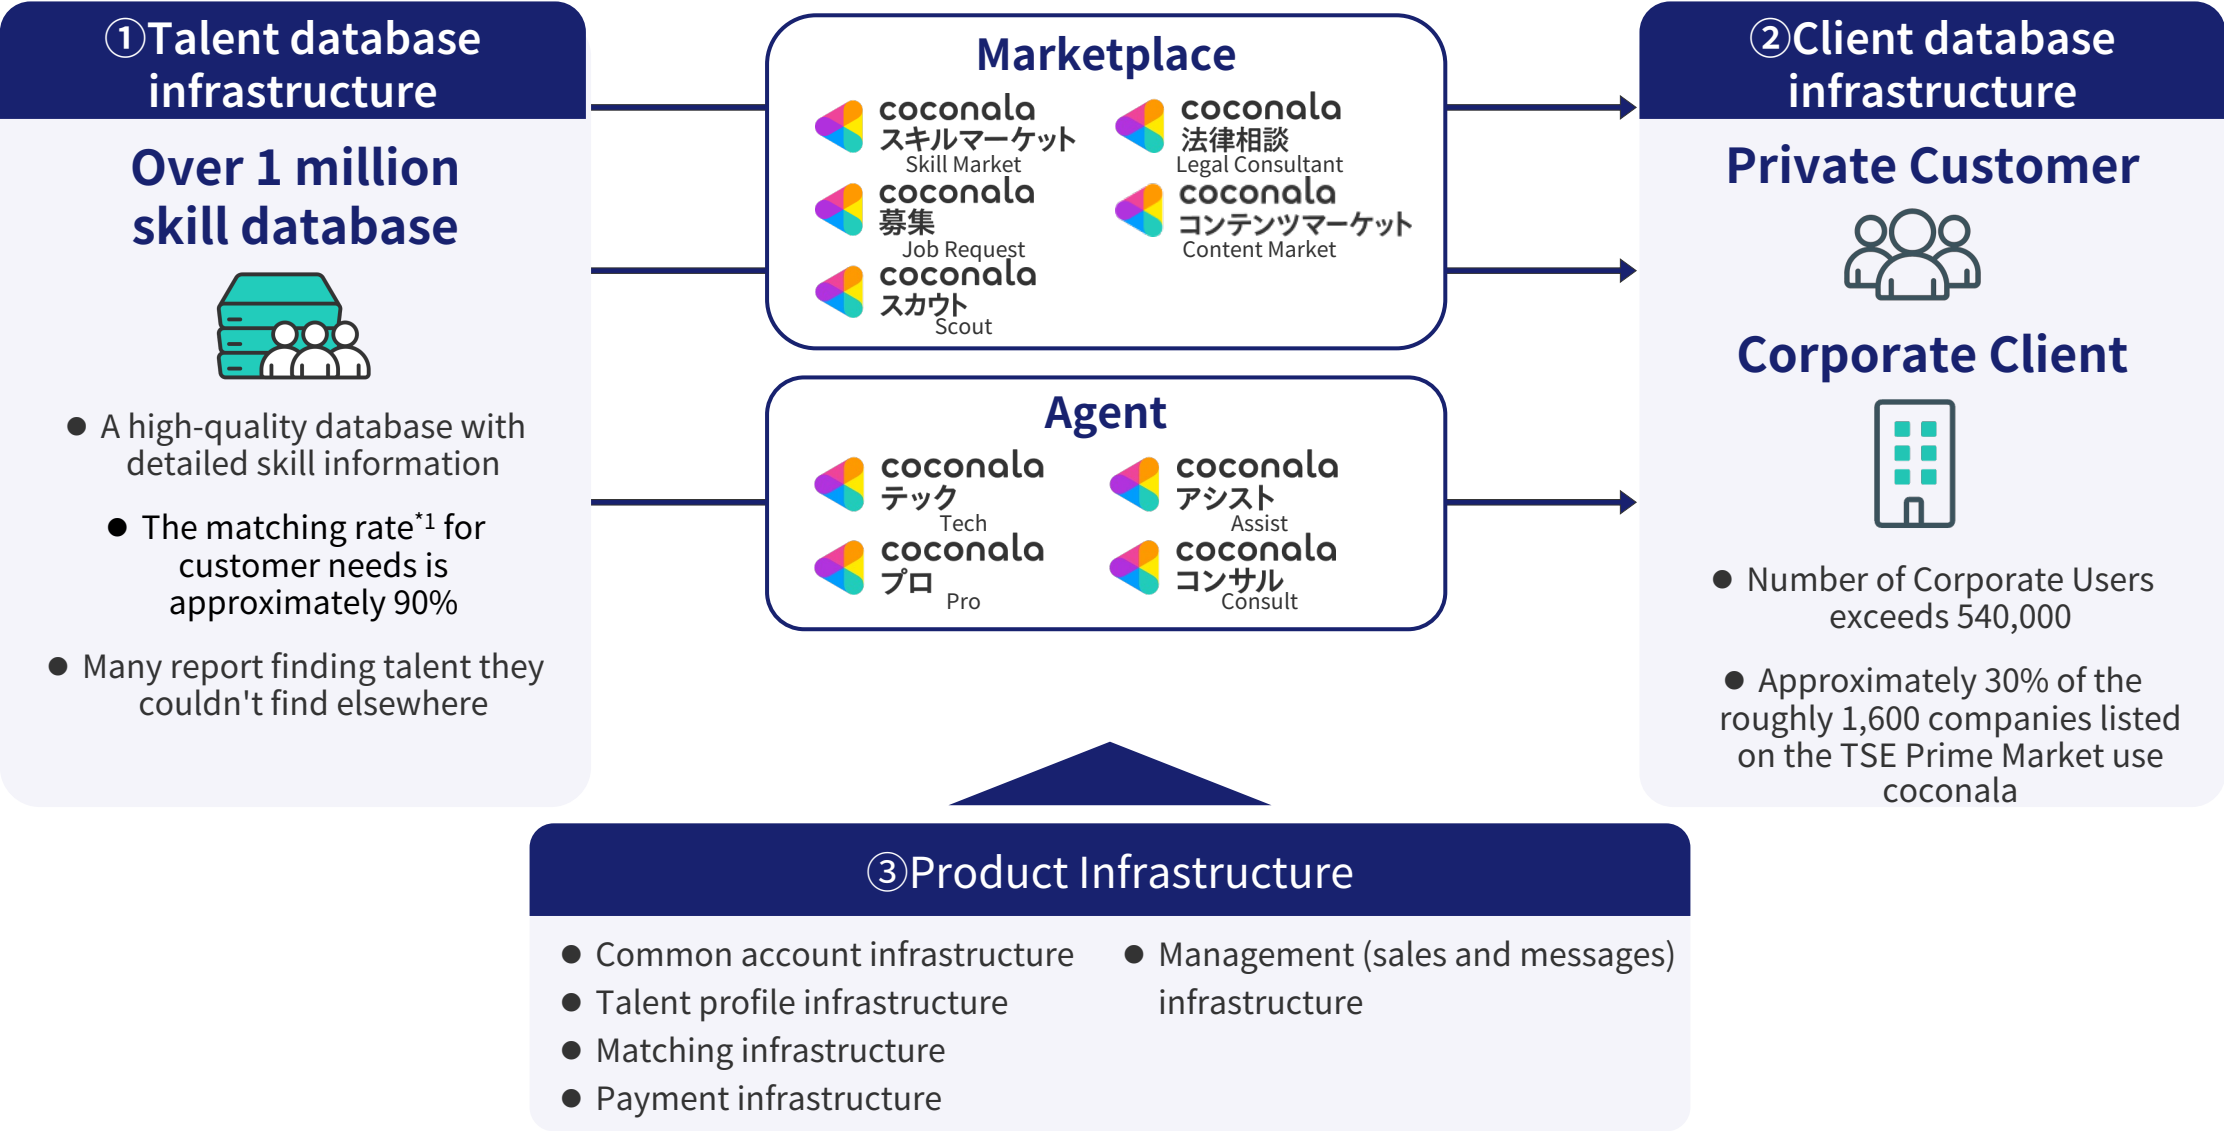 ①Talent database
infrastructure
Over 1 million
skill database
● A high-quality database with
detailed skill information
● The matching rate*1 for
customer needs is
approximately 90%
● Many report finding talent they
couldn't find elsewhere
Marketplace
coconala
スキルマーケット
Skill Market
coconala
法律相談
Legal Consultant
coconala
募集
Job Request
coconala
コンテンツマーケット
Content Market
coconala
スカウト
Scout
Agent
coconala
テック
Tech
coconala
アシスト
Assist
coconala
プロ
Pro
coconala
コンサル
Consult
②Client database
infrastructure
Private Customer
Corporate Client
● Number of Corporate Users
exceeds 540,000
● Approximately 30% of the
roughly 1,600 companies listed
on the TSE Prime Market use
coconala
③Product Infrastructure
● Common account infrastructure
● Talent profile infrastructure
● Matching infrastructure
● Payment infrastructure
● Management (sales and messages)
infrastructure